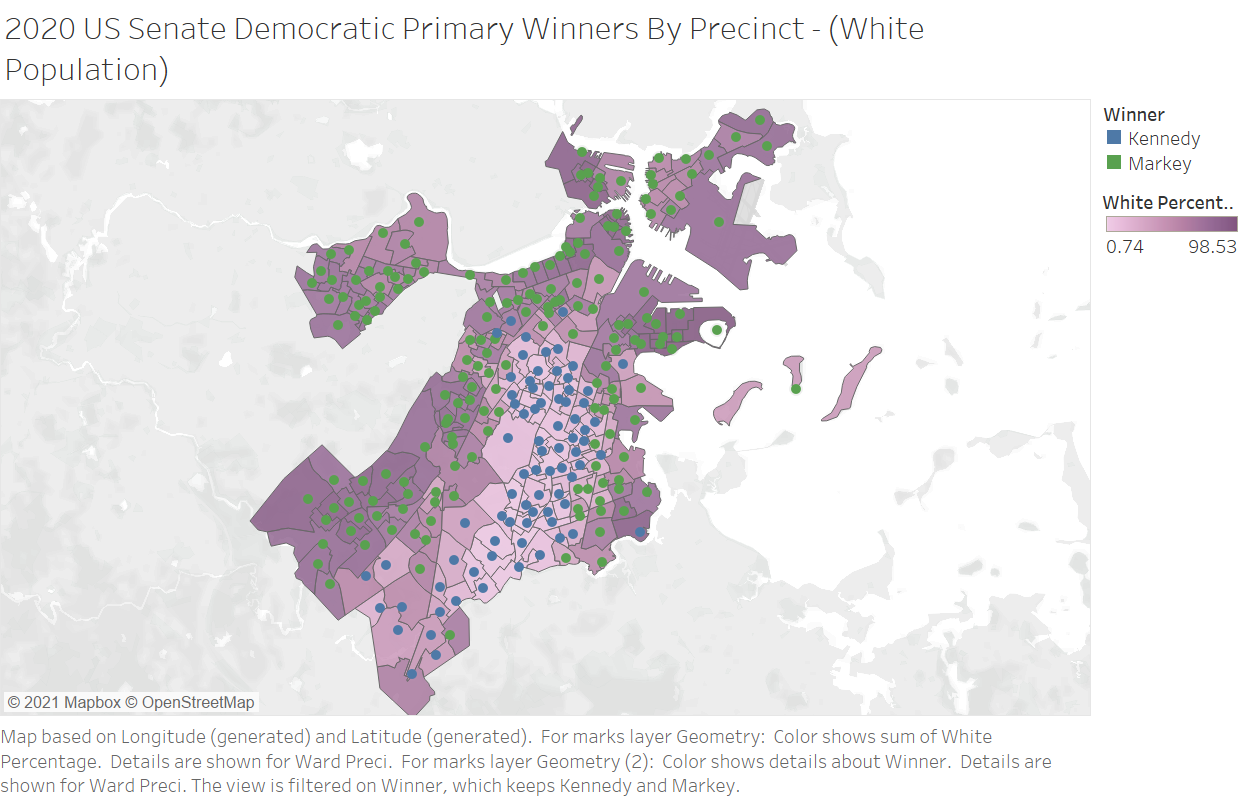 2020 US Senate Democratic Primary Winners By Precinct - (White
Population)
Winner
Kennedy
Markey
White Percent..
0.74 98.53
© 2021 Mapbox © OpenStreetMap
Map based on Longitude (generated) and Latitude (generated). For marks layer Geometry: Color shows sum of White
Percentage. Details are shown for Ward Preci. For marks layer Geometry (2): Color shows details about Winner. Details are
shown for Ward Preci. The view is filtered on Winner, which keeps Kennedy and Markey.